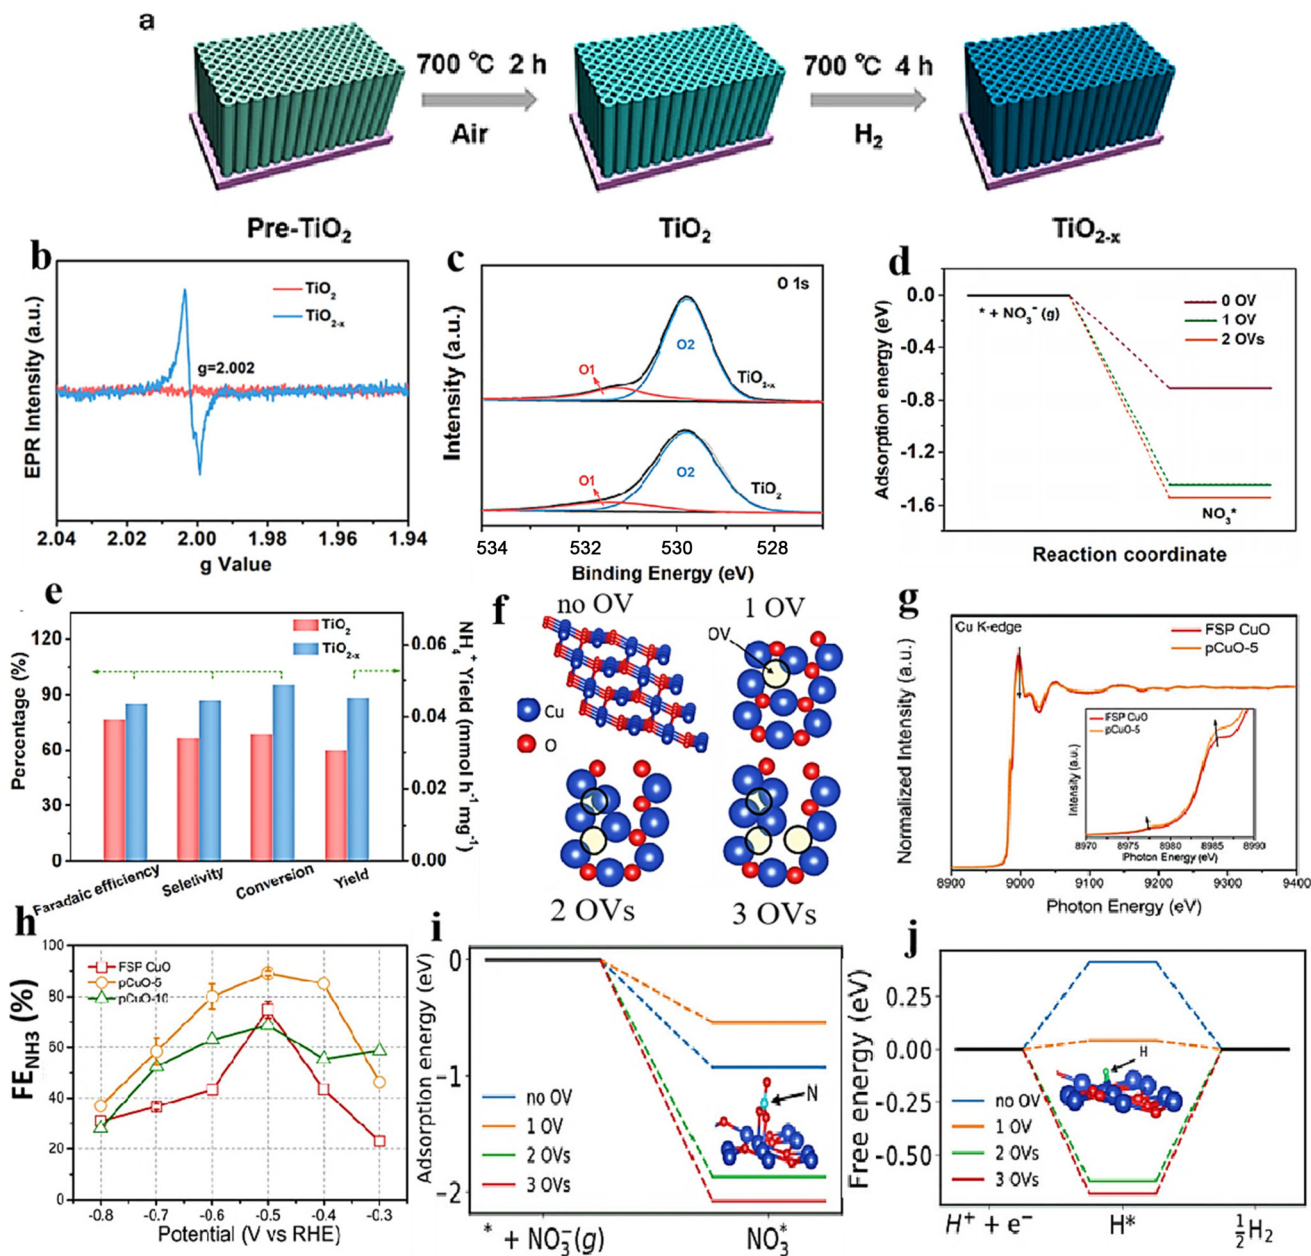 a
700 °C 2 h
Air
700 °C 4 h
H₂
Pre-TiO₂
TiO₂
TiO₂₋ₓ
b
EPR Intensity (a.u.)
TiO₂
TiO₂₋ₓ
g=2.002
2.04 2.02 2.00 1.98 1.96 1.94
g Value
c
Intensity (a.u.)
O 1s
O1
O2
TiO₂₋ₓ
O1
O2
TiO₂
534 532 530 528
Binding Energy (eV)
d
Adsorption energy (eV)
0.0
-0.4
-0.8
-1.2
-1.6
* + NO₃⁻ (g)
0 OV
1 OV
2 OVs
NO₃*
Reaction coordinate
e
Percentage (%)
120
90
60
30
0
TiO₂
TiO₂₋ₓ
0.06
0.04
0.02
0.00
NH₄⁺ Yield (mmol h⁻¹ mg⁻¹)
Faradaic efficiency
Seletivity
Conversion
Yield
f
no OV
1 OV
OV
Cu
O
2 OVs
3 OVs
g
Normalized Intensity (a.u.)
Cu K-edge
FSP CuO
pCuO-5
FSP CuO
pCuO-5
Intensity (a.u.)
8970 8975 8980 8985 8990
Photon Energy (eV)
8900 9000 9100 9200 9300 9400
Photon Energy (eV)
h
FE_NH3 (%)
100
80
60
40
20
0
FSP CuO
pCuO-5
pCuO-10
-0.8 -0.7 -0.6 -0.5 -0.4 -0.3
Potential (V vs RHE)
i
Adsorption energy (eV)
0
−1
−2
no OV
1 OV
2 OVs
3 OVs
N
* + NO₃⁻(g)
NO₃*
j
Free energy (eV)
0.25
0.00
-0.25
-0.50
H
no OV
1 OV
2 OVs
3 OVs
H⁺ + e⁻
H*
½H₂